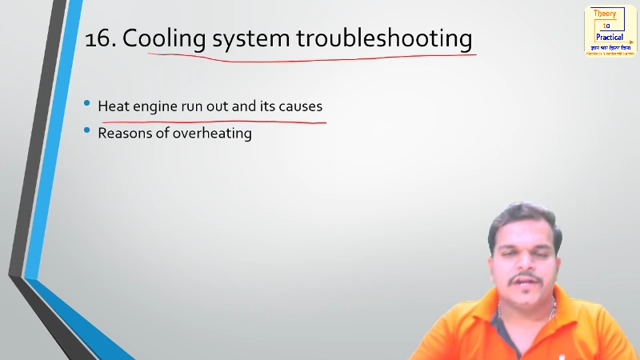 16. Cooling system troubleshooting
Theory
to
Practical
Heat engine run out and its causes
Reasons of overheating